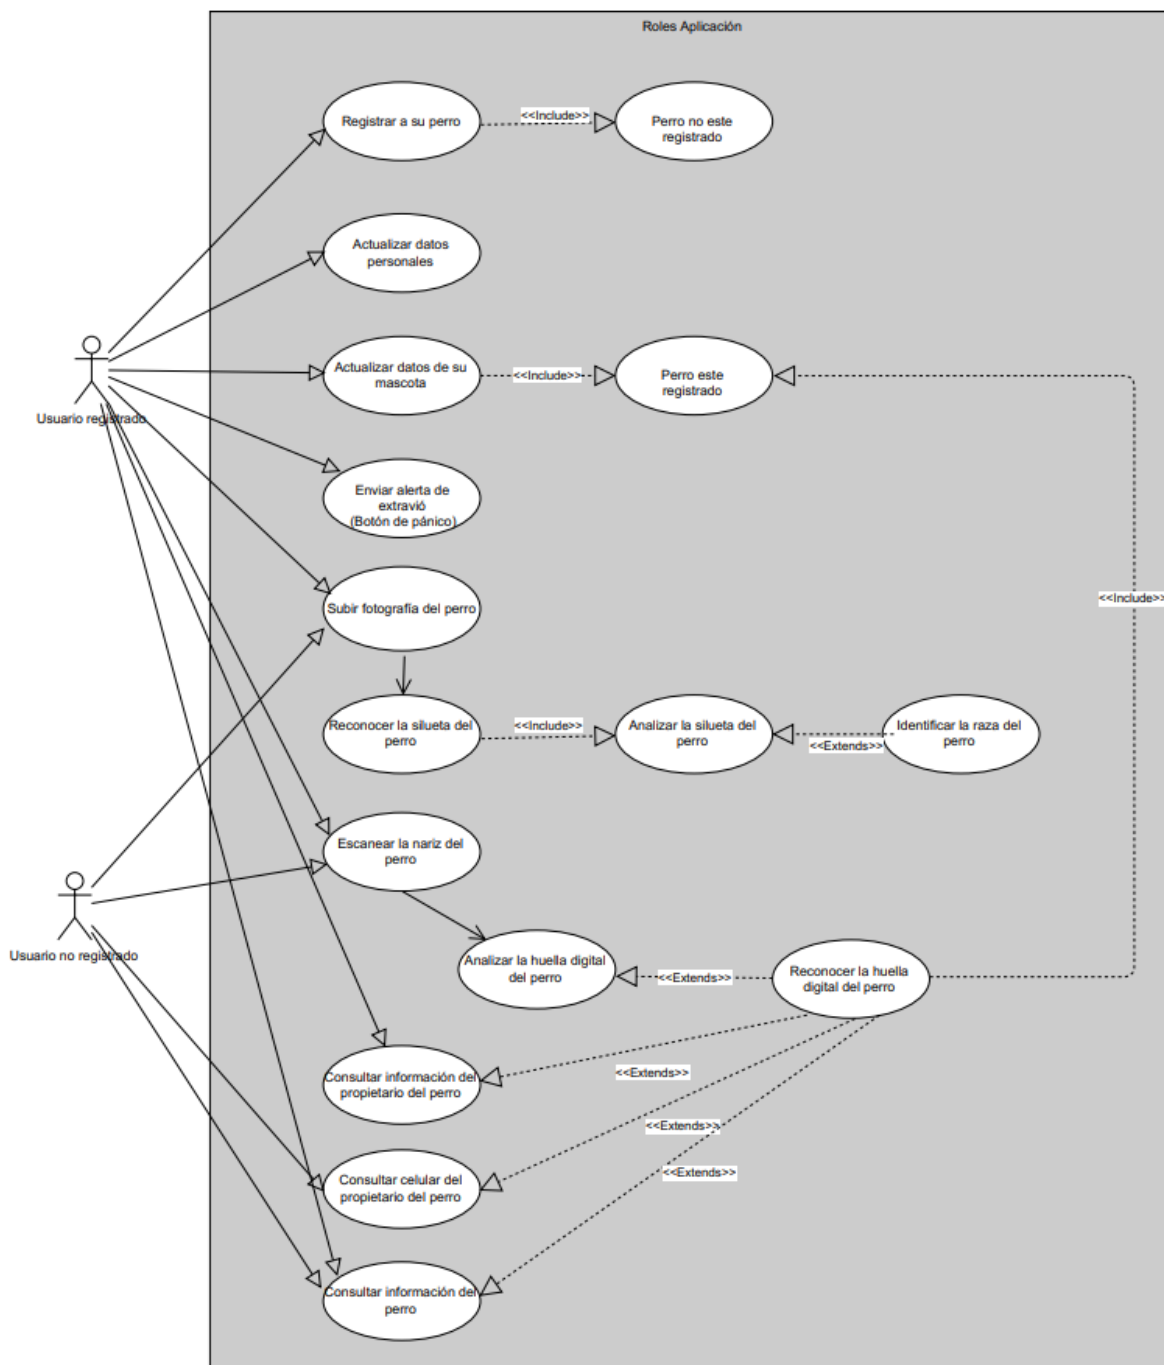 Roles Aplicación
Registrar a su perro
<<Include>>
Perro no este
registrado
Actualizar datos
personales
Usuario registrado
Actualizar datos de su
mascota
<<Include>>
Perro este
registrado
Enviar alerta de
extravió
(Botón de pánico)
Subir fotografía del perro
<<Include>>
Reconocer la silueta del
perro
<<Include>>
Analizar la silueta del
perro
<<Extends>>
Identificar la raza del
perro
Escanear la nariz del
perro
Usuario no registrado
Analizar la huella digital
del perro
<<Extends>>
Reconocer la huella
digital del perro
Consultar información del
propietario del perro
<<Extends>>
Consultar celular del
propietario del perro
<<Extends>>
<<Extends>>
Consultar información del
perro